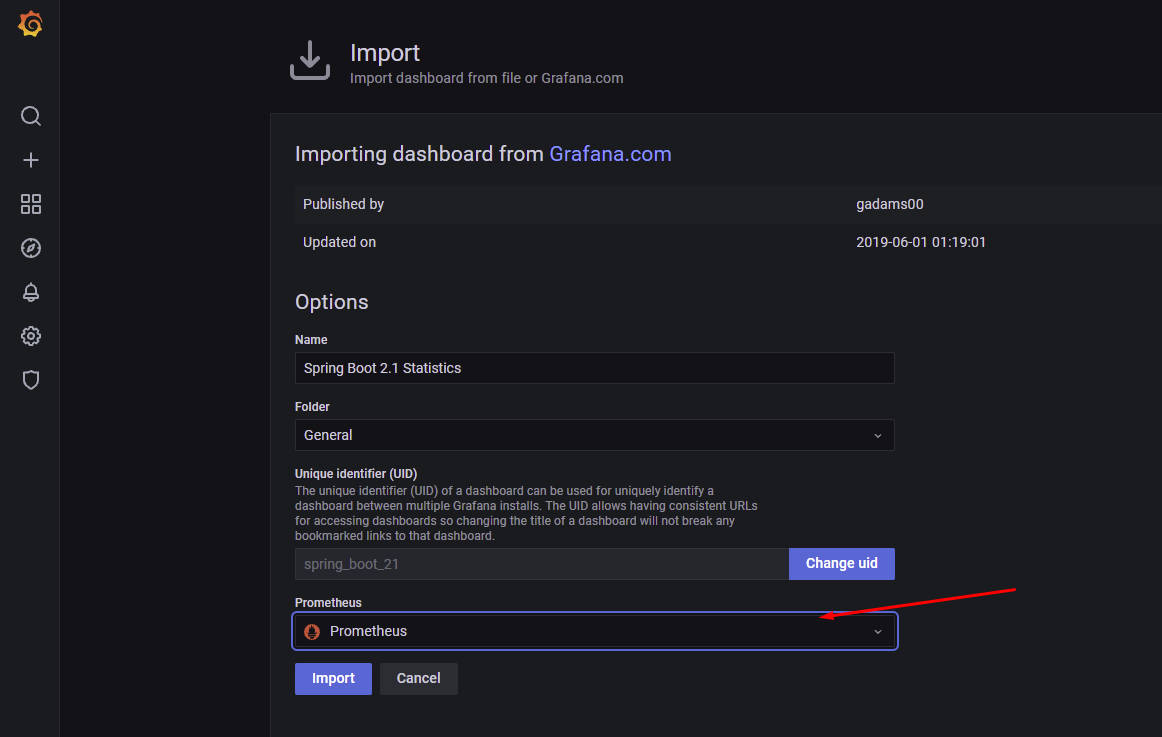 Import
Import dashboard from file or Grafana.com
Importing dashboard from Grafana.com
Published by gadams00
Updated on 2019-06-01 01:19:01
Options
Name
Spring Boot 2.1 Statistics
Folder
General
Unique identifier (UID)
The unique identifier (UID) of a dashboard can be used for uniquely identify a
dashboard between multiple Grafana installs. The UID allows having consistent URLs
for accessing dashboards so changing the title of a dashboard will not break any
bookmarked links to that dashboard.
spring_boot_21 Change uid
Prometheus
Prometheus
Import Cancel